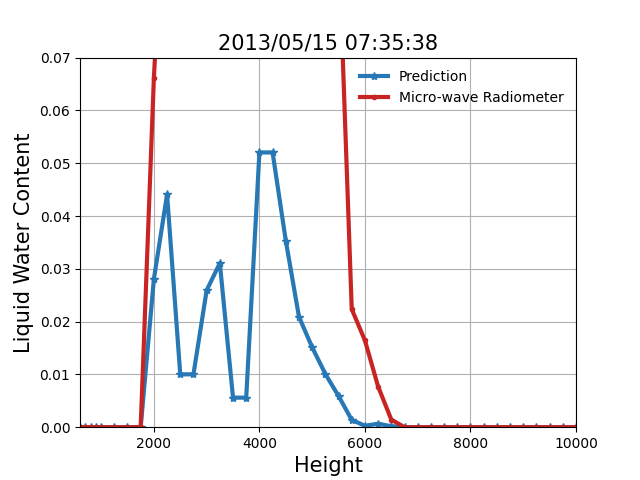 2013/05/15 07:35:38
Prediction
Micro-wave Radiometer
Liquid Water Content
0.07
0.06
0.05
0.04
0.03
0.02
0.01
0.00
2000 4000 6000 8000 10000
Height